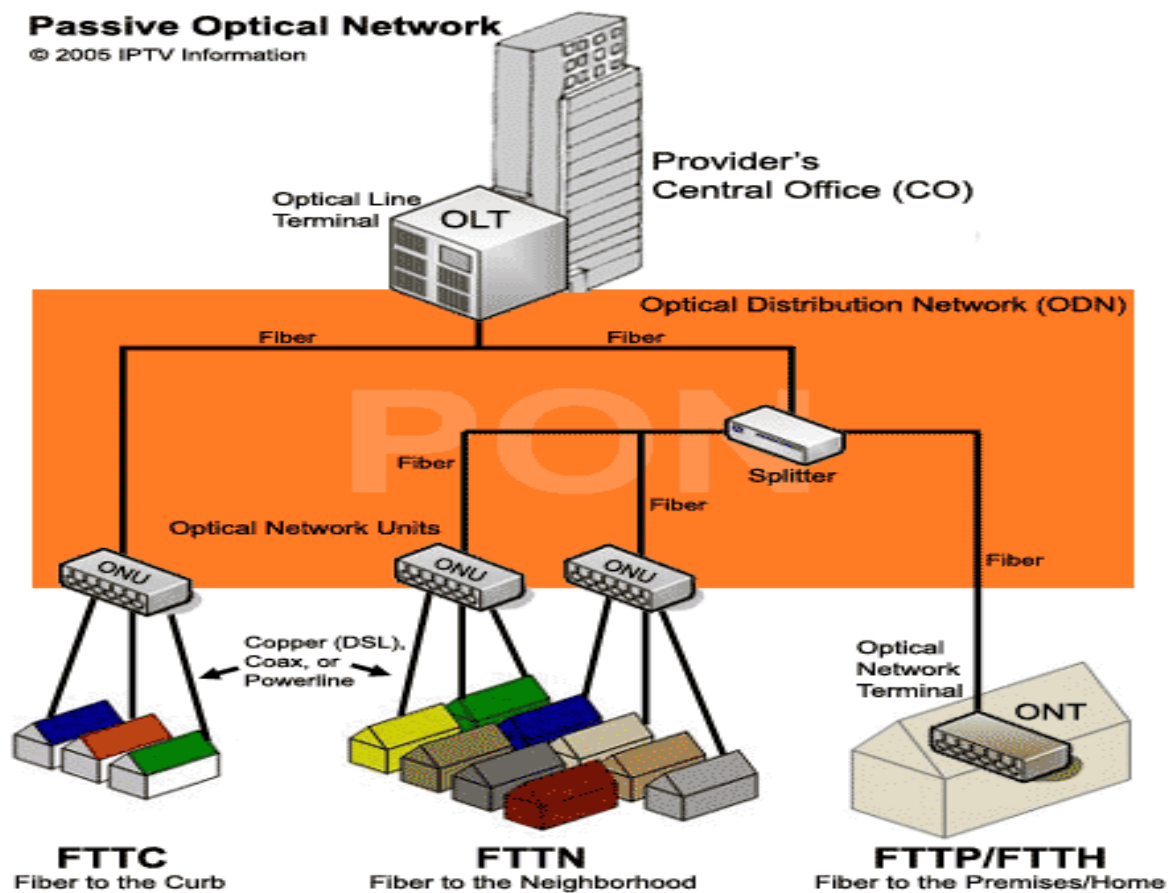 Passive Optical Network
© 2005 IPTV Information
Provider's
Central Office (CO)
Optical Line
Terminal
OLT
Optical Distribution Network (ODN)
Fiber
Fiber
PON
Splitter
Fiber
Fiber
Optical Network Units
Fiber
ONU
ONU
ONU
Copper (DSL),
Coax, or
Powerline
Optical
Network
Terminal
ONT
FTTC
Fiber to the Curb
FTTN
Fiber to the Neighborhood
FTTP/FTTH
Fiber to the Premises/Home